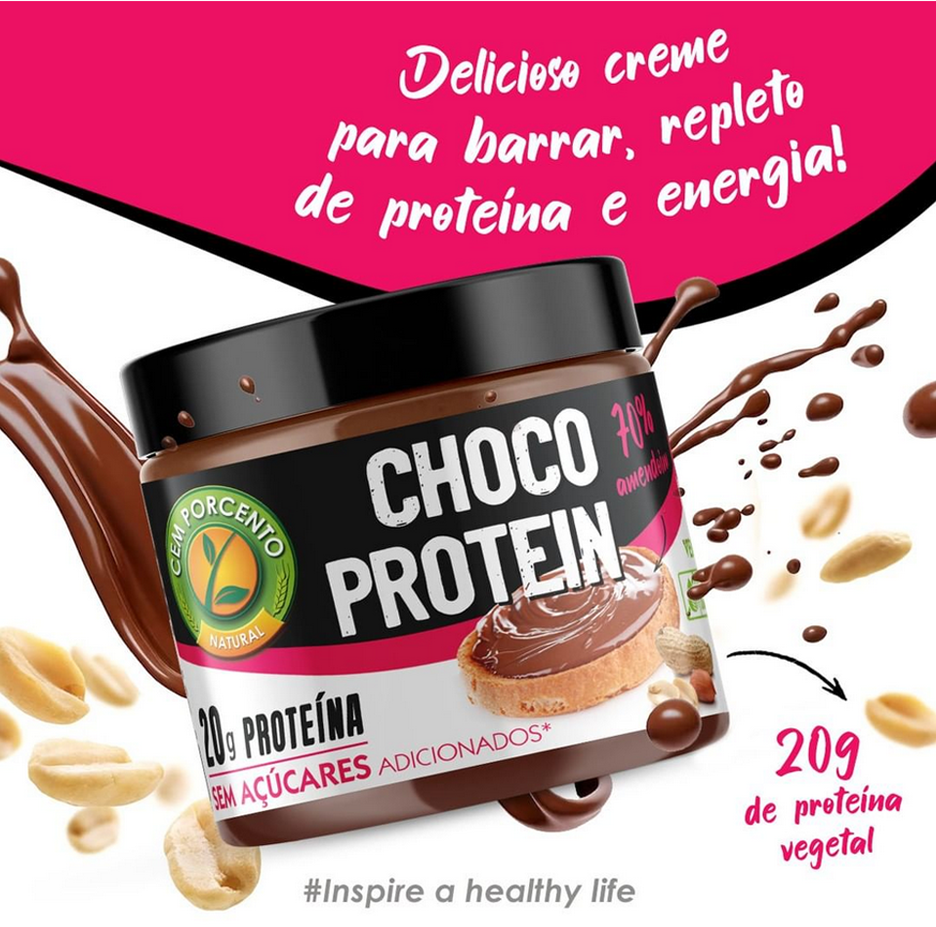 Delicioso creme
para barrar, repleto
de proteína e energia!
CHOCO
PROTEIN
70%
amendoim
CEM PORCENTO
NATURAL
20g PROTEÍNA
SEM AÇÚCARES ADICIONADOS*
20g
de proteína
vegetal
#Inspire a healthy life